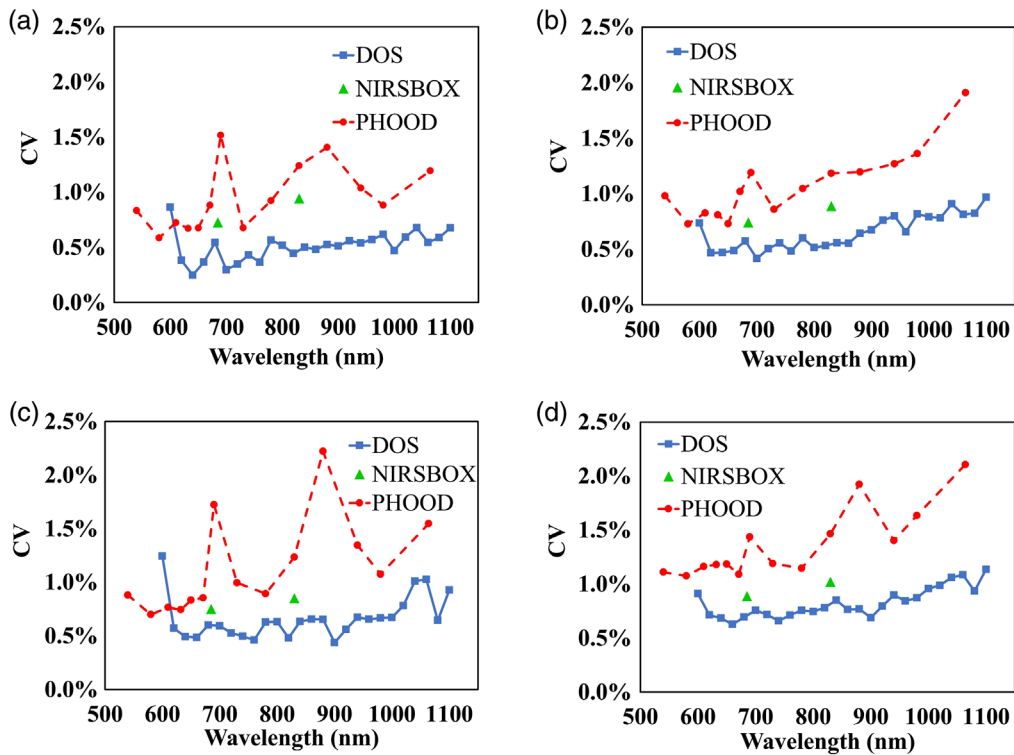 (a)
2.5%
2.0%
1.5%
1.0%
0.5%
0.0%
CV
DOS
NIRSBOX
PHOOD
500 600 700 800 900 1000 1100
Wavelength (nm)
(b)
2.5%
2.0%
1.5%
1.0%
0.5%
0.0%
CV
DOS
NIRSBOX
PHOOD
500 600 700 800 900 1000 1100
Wavelength (nm)
(c)
2.5%
2.0%
1.5%
1.0%
0.5%
0.0%
CV
DOS
NIRSBOX
PHOOD
500 600 700 800 900 1000 1100
Wavelength (nm)
(d)
2.5%
2.0%
1.5%
1.0%
0.5%
0.0%
CV
DOS
NIRSBOX
PHOOD
500 600 700 800 900 1000 1100
Wavelength (nm)